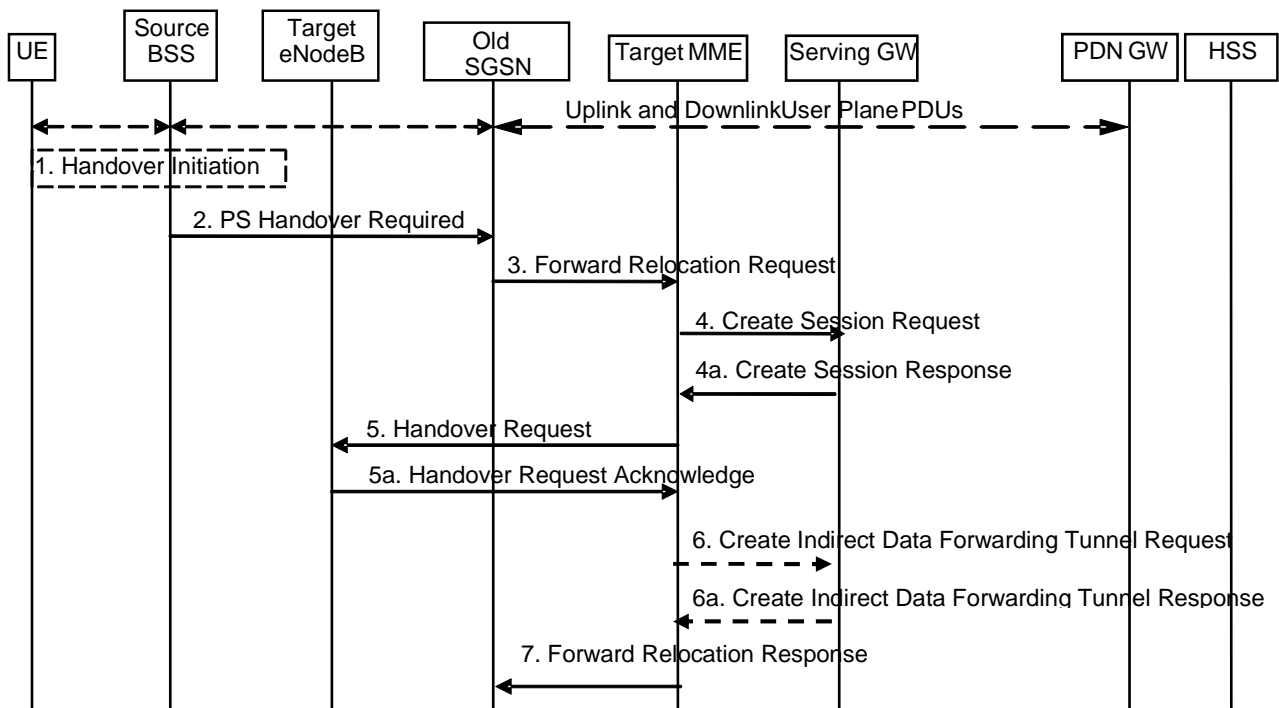 UE
Source
BSS
Target
eNodeB
Old
SGSN
Target MME
Serving GW
PDN GW
HSS
Uplink and DownlinkUser Plane PDUs
1. Handover Initiation
2. PS Handover Required
3. Forward Relocation Request
4. Create Session Request
4a. Create Session Response
5. Handover Request
5a. Handover Request Acknowledge
6. Create Indirect Data Forwarding Tunnel Request
6a. Create Indirect Data Forwarding Tunnel Response
7. Forward Relocation Response